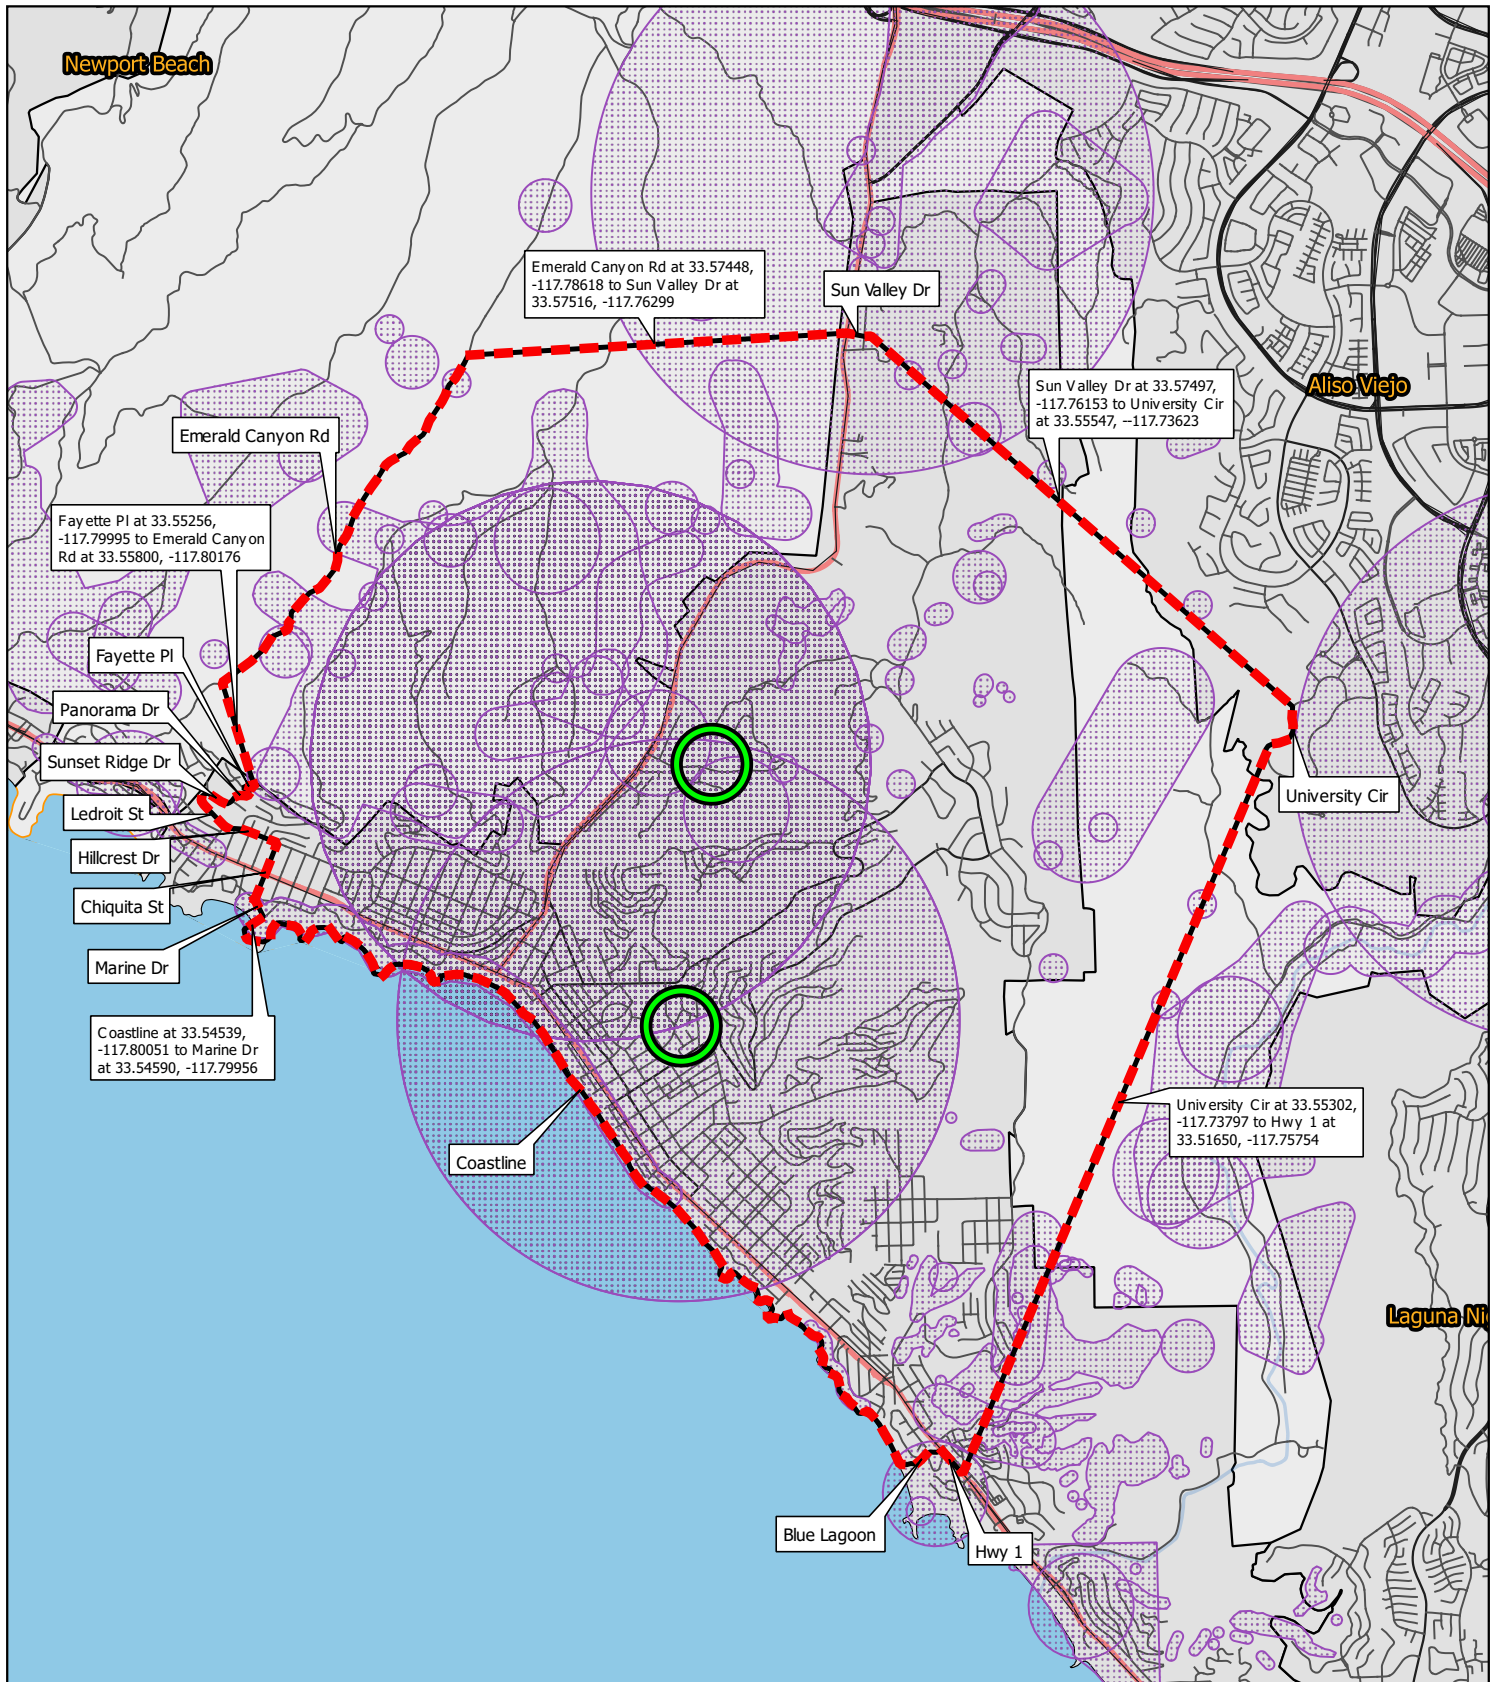 Newport Beach
Emerald Canyon Rd at 33.57448,
-117.78618 to Sun Valley Dr at
33.57516, -117.76299
Sun Valley Dr
Sun Valley Dr at 33.57497,
-117.76153 to University Cir
at 33.55547, --117.73623
Aliso Viejo
Emerald Canyon Rd
Fayette Pl at 33.55256,
-117.79995 to Emerald Canyon
Rd at 33.55800, -117.80176
Fayette Pl
Panorama Dr
Sunset Ridge Dr
Ledroit St
Hillcrest Dr
Chiquita St
Marine Dr
University Cir
Coastline at 33.54539,
-117.80051 to Marine Dr
at 33.54590, -117.79956
Coastline
University Cir at 33.55302,
-117.73797 to Hwy 1 at
33.51650, -117.75754
Laguna Ni
Blue Lagoon
Hwy 1